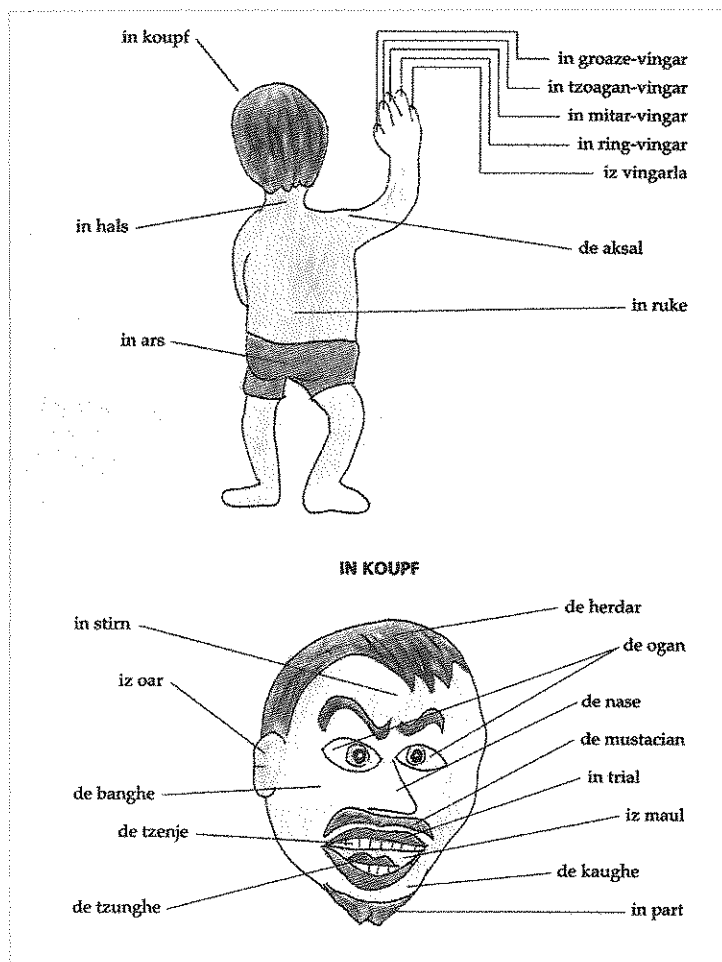 in koupf
in groaze-vingar
in tzoagan-vingar
in mitar-vingar
in ring-vingar
iz vingarla
in hals
de aksal
in ruke
in ars
IN KOUPF
de herdar
in stirn
de ogan
iz oar
de nase
de mustacian
in trial
de banghe
iz maul
de tzenje
de kaughe
de tzunghe
in part